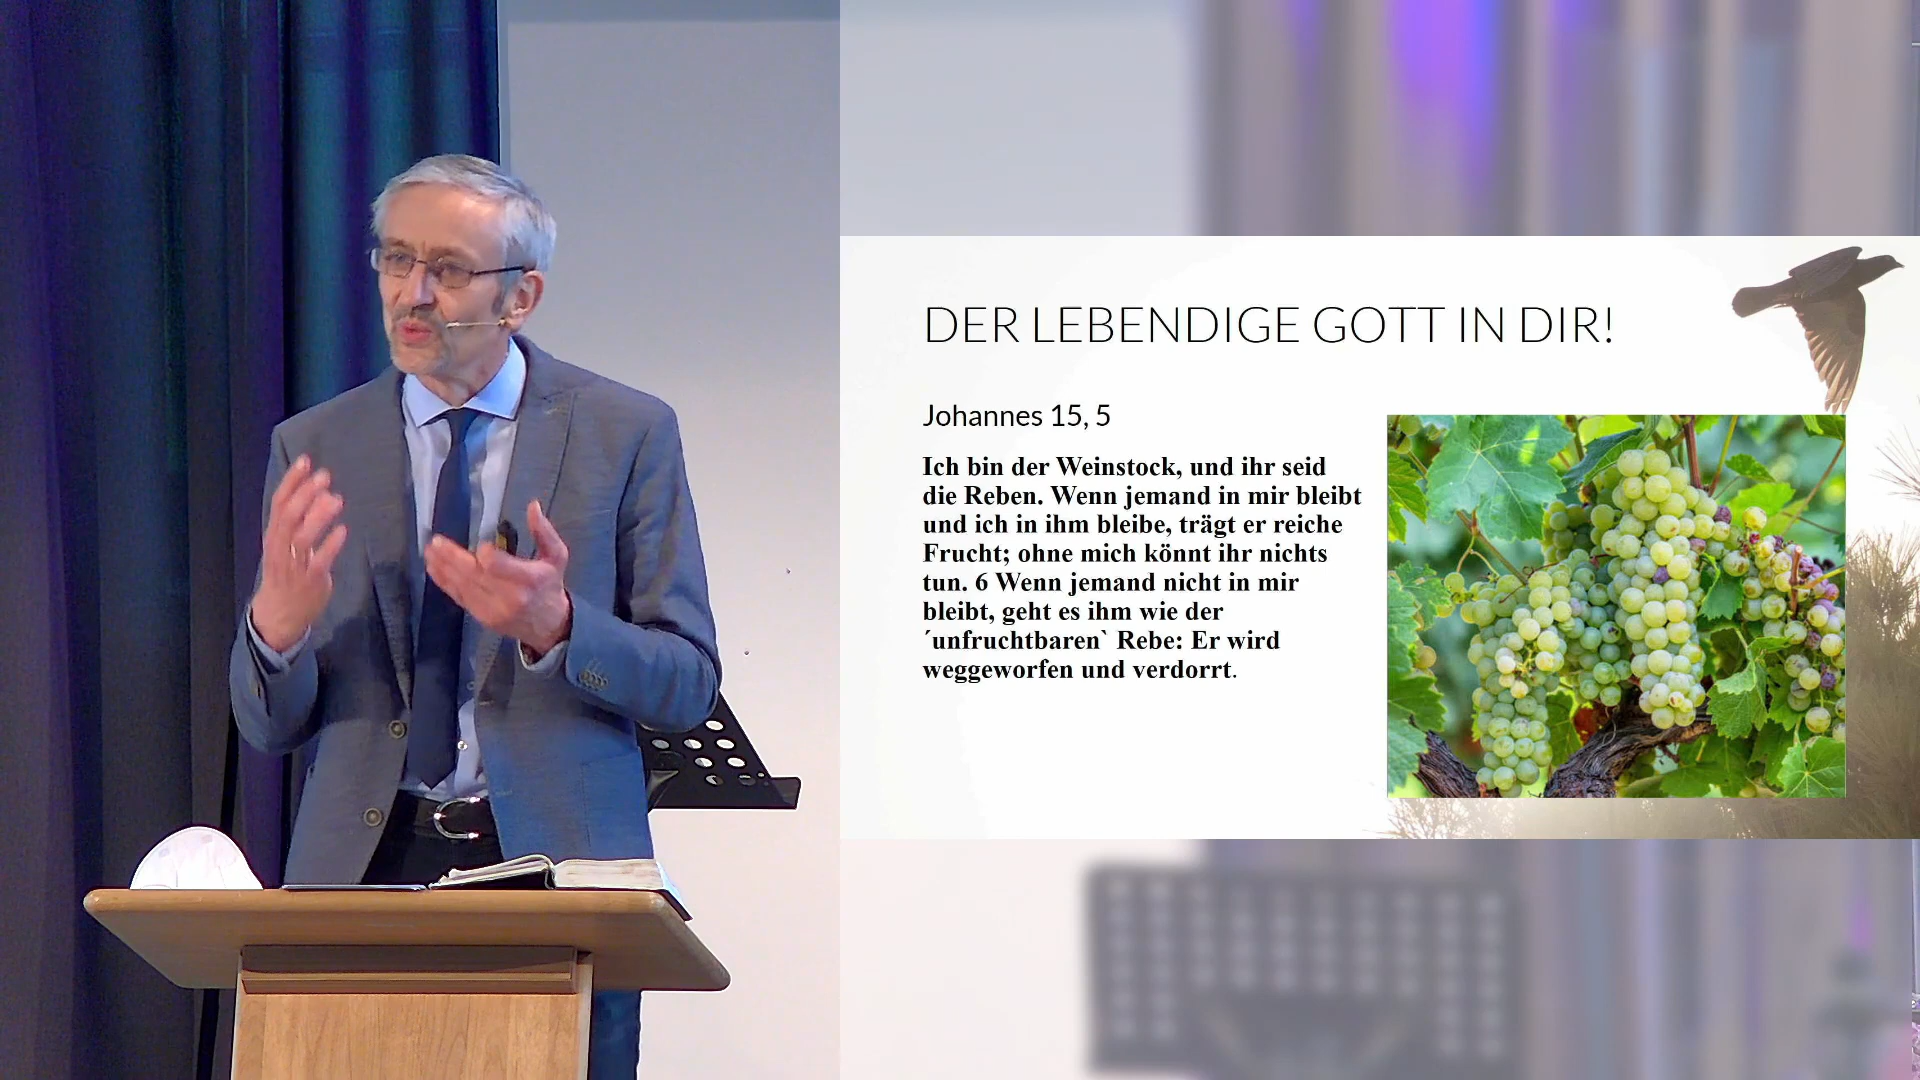 DER LEBENDIGE GOTT IN DIR!
Johannes 15, 5
Ich bin der Weinstock, und ihr seid
die Reben. Wenn jemand in mir bleibt
und ich in ihm bleibe, trägt er reiche
Frucht; ohne mich könnt ihr nichts
tun. 6 Wenn jemand nicht in mir
bleibt, geht es ihm wie der
´unfruchtbaren` Rebe: Er wird
weggeworfen und verdorrt.